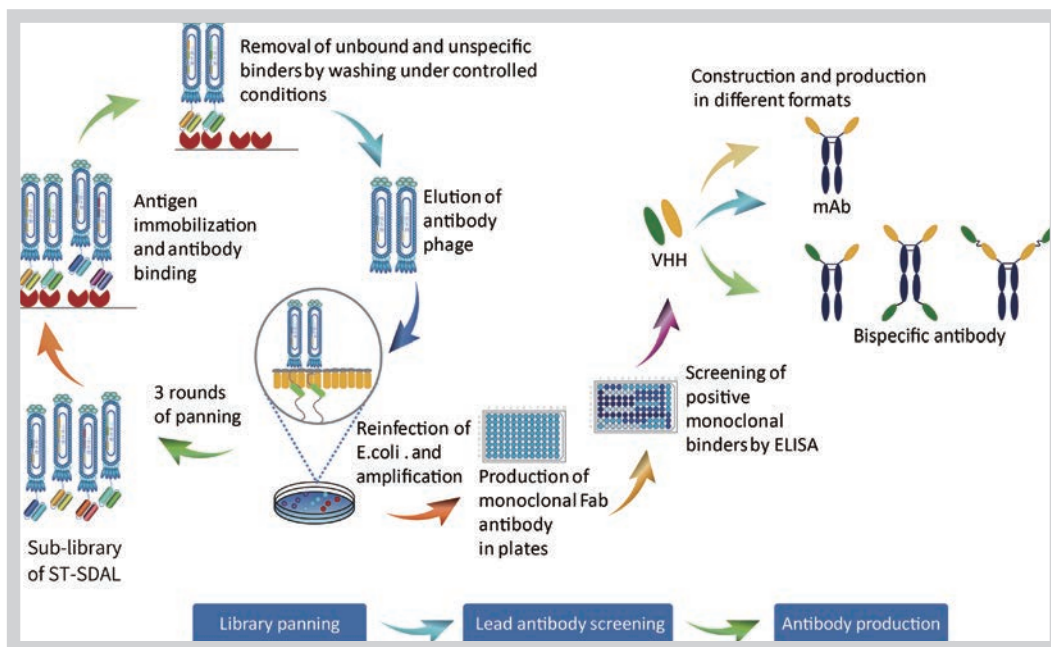 Removal of unbound and unspecific
binders by washing under controlled
conditions
Antigen
immobilization
and antibody
binding
Elution of
antibody
phage
3 rounds
of panning
Sub-library
of ST-SDAL
Reinfection of
E.coli . and
amplification
Production of
monoclonal Fab
antibody
in plates
Screening of
positive
monoclonal
binders by ELISA
VHH
Construction and production
in different formats
mAb
Bispecific antibody
Library panning
Lead antibody screening
Antibody production